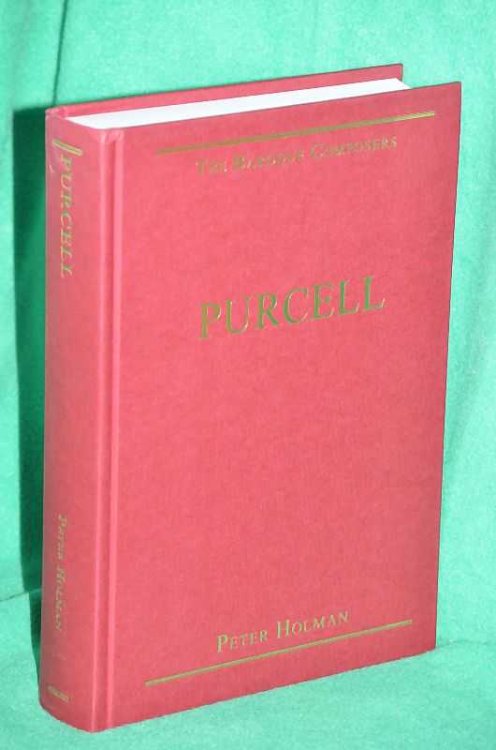 THE BAROQUE COMPOSERS
PURCELL
PETER HOLMAN
PURCELL
PETER HOLMAN